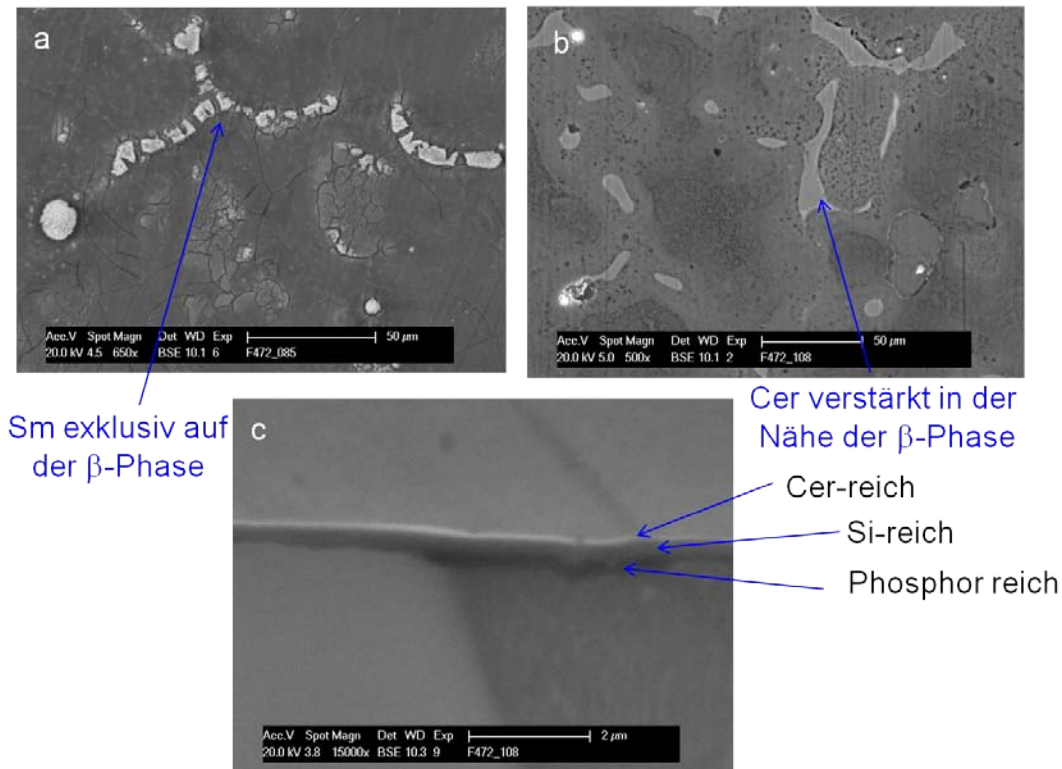 a
Acc.V Spot Magn Det WD Exp 50 µm
20.0 kV 4.5 650x BSE 10.1 6 F472_085
b
Acc.V Spot Magn Det WD Exp 50 µm
20.0 kV 5.0 500x BSE 10.1 2 F472_108
Sm exklusiv auf
der β-Phase
Cer verstärkt in der
Nähe der β-Phase
c
Cer-reich
Si-reich
Phosphor reich
Acc.V Spot Magn Det WD Exp 2 µm
20.0 kV 3.8 15000x BSE 10.3 9 F472_108